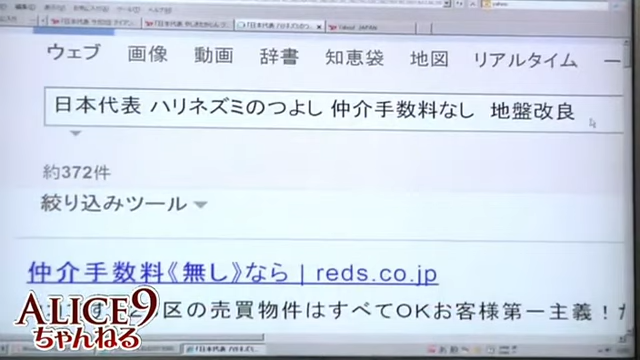 Yahoo! JAPAN
yahoo
ウェブ 画像 動画 辞書 知恵袋 地図 リアルタイム
日本代表 ハリネズミのつよし 仲介手数料なし 地盤改良
約372件
絞り込みツール
仲介手数料《無し》なら | reds.co.jp
区の売買物件はすべてOKお客様第一主義!
ALICE9
ちゃんねる